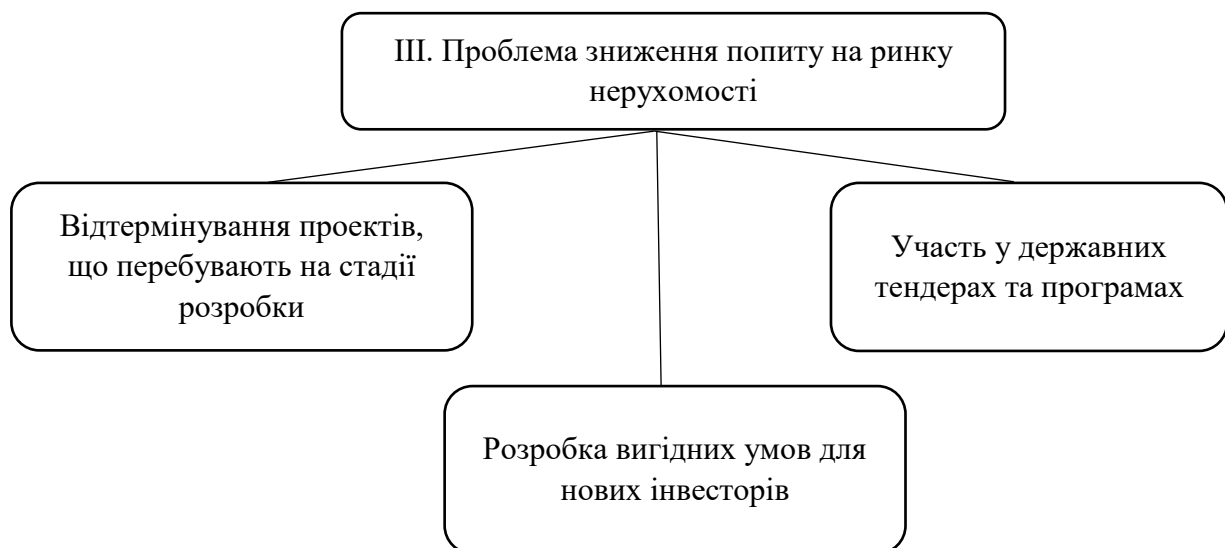 ІІІ. Проблема зниження попиту на ринку
нерухомості
Відтермінування проектів,
що перебувають на стадії
розробки
Участь у державних
тендерах та програмах
Розробка вигідних умов для
нових інвесторів